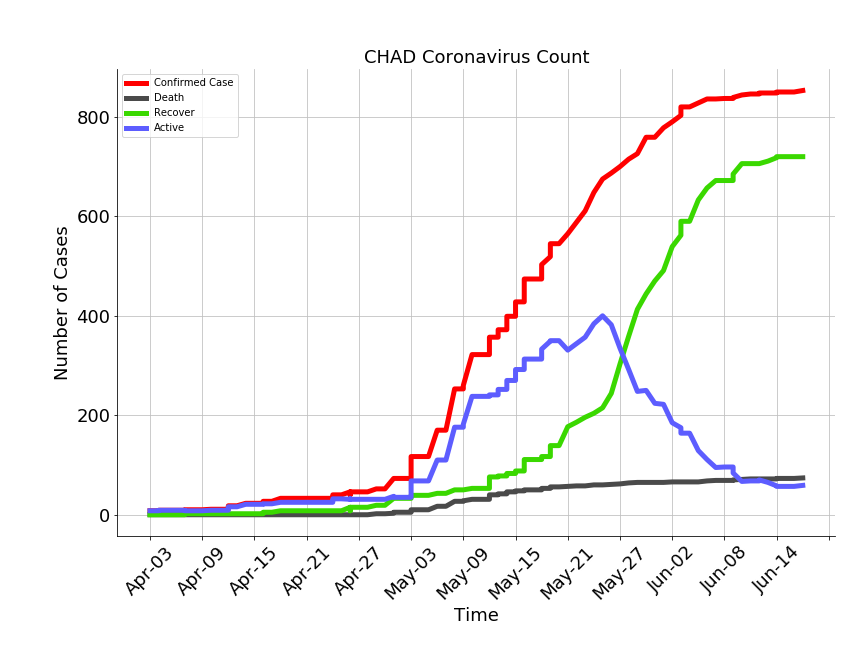 CHAD Coronavirus Count
Confirmed Case
Death
Recover
Active
Number of Cases
800
600
400
200
0
Apr-03
Apr-09
Apr-15
Apr-21
Apr-27
May-03
May-09
May-15
May-21
May-27
Jun-02
Jun-08
Jun-14
Time